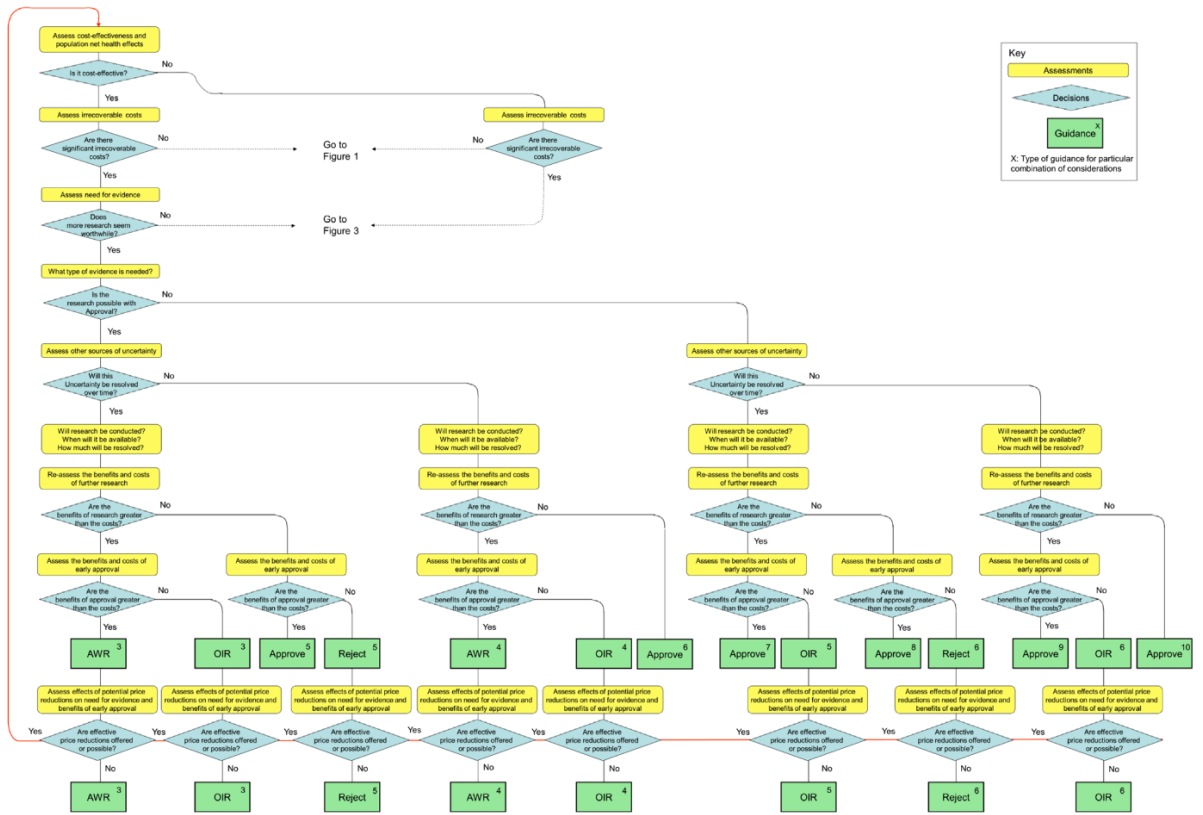 Assess cost-effectiveness and
population net health effects
Is it cost-effective?
No
Yes
Key
Assessments
Decisions
Guidance X
X: Type of guidance for particular
combination of considerations
Assess irrecoverable costs
Are there
significant irrecoverable
costs?
No
Yes
Go to
Figure 1
Assess irrecoverable costs
Are there
significant irrecoverable
costs?
No
Yes
Assess need for evidence
Does
more research seem
worthwhile?
No
Yes
Go to
Figure 3
What type of evidence is needed?
Is the
research possible with
Approval?
No
Yes
Assess other sources of uncertainty
Will this
Uncertainty be resolved
over time?
No
Yes
Assess other sources of uncertainty
Will this
Uncertainty be resolved
over time?
No
Yes
Will research be conducted?
When will it be available?
How much will be resolved?
Will research be conducted?
When will it be available?
How much will be resolved?
Will research be conducted?
When will it be available?
How much will be resolved?
Will research be conducted?
When will it be available?
How much will be resolved?
Re-assess the benefits and costs
of further research
Re-assess the benefits and costs
of further research
Re-assess the benefits and costs
of further research
Re-assess the benefits and costs
of further research
Are the
benefits of research greater
than the costs?
No
Yes
Are the
benefits of research greater
than the costs?
No
Yes
Are the
benefits of research greater
than the costs?
No
Yes
Are the
benefits of research greater
than the costs?
No
Yes
Assess the benefits and costs of
early approval
Assess the benefits and costs of
early approval
Assess the benefits and costs of
early approval
Assess the benefits and costs of
early approval
Assess the benefits and costs of
early approval
Assess the benefits and costs of
early approval
Are the
benefits of approval greater
than the costs?
No
Yes
Are the
benefits of approval greater
than the costs?
No
Yes
Are the
benefits of approval greater
than the costs?
No
Yes
Are the
benefits of approval greater
than the costs?
No
Yes
Are the
benefits of approval greater
than the costs?
No
Yes
Are the
benefits of approval greater
than the costs?
No
Yes
AWR 3
OIR 3
Approve 5
Reject 5
AWR 4
OIR 4
Approve 6
Approve 7
OIR 5
Approve 8
Reject 6
Approve 9
OIR 6
Approve 10
Assess effects of potential price
reductions on need for evidence and
benefits of early approval
Assess effects of potential price
reductions on need for evidence and
benefits of early approval
Assess effects of potential price
reductions on need for evidence and
benefits of early approval
Assess effects of potential price
reductions on need for evidence and
benefits of early approval
Assess effects of potential price
reductions on need for evidence and
benefits of early approval
Assess effects of potential price
reductions on need for evidence and
benefits of early approval
Assess effects of potential price
reductions on need for evidence and
benefits of early approval
Assess effects of potential price
reductions on need for evidence and
benefits of early approval
Yes
Are effective
price reductions offered
or possible?
No
Yes
Are effective
price reductions offered
or possible?
No
Yes
Are effective
price reductions offered
or possible?
No
Yes
Are effective
price reductions offered
or possible?
No
Yes
Are effective
price reductions offered
or possible?
No
Yes
Are effective
price reductions offered
or possible?
No
Yes
Are effective
price reductions offered
or possible?
No
Yes
Are effective
price reductions offered
or possible?
No
AWR 3
OIR 3
Reject 5
AWR 4
OIR 4
OIR 5
Reject 6
OIR 6